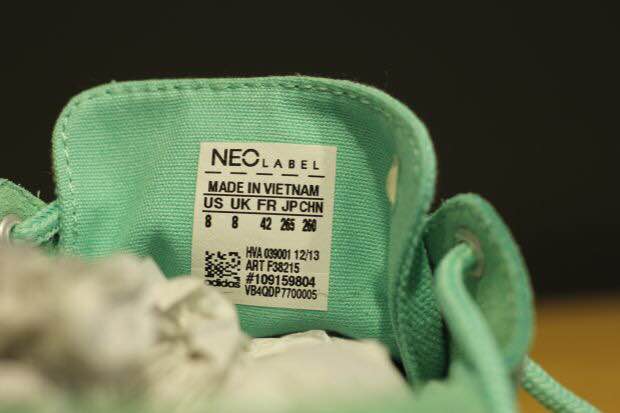 NEO LABEL
MADE IN VIETNAM
US UK FR JP CHN
8 8 42 265 260
HVA 039001 12/13
ART F38215
#109159804
adidas VB4QDP7700005